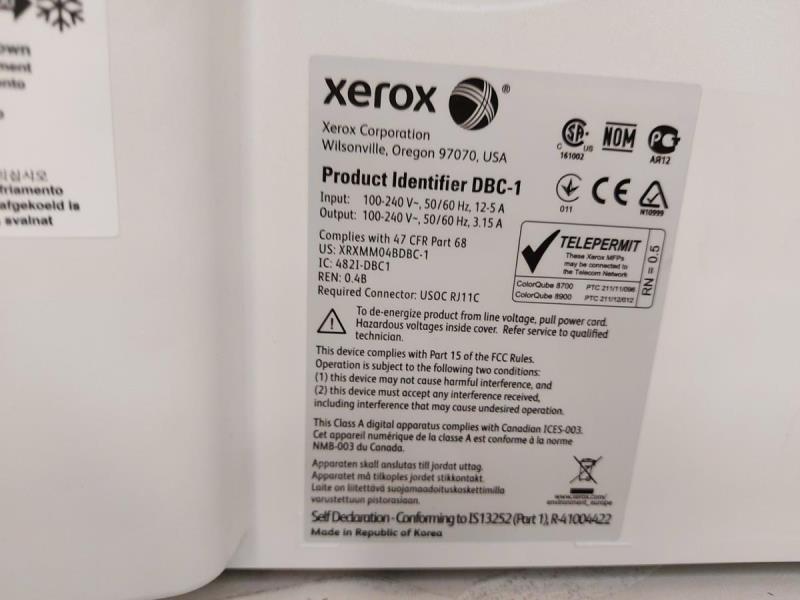 own
ment
ento
friamento
afgekoeld is
svalnat
xerox ®
Xerox Corporation
Wilsonville, Oregon 97070, USA
Product Identifier DBC-1
Input: 100-240 V~, 50/60 Hz, 12-5 A
Output: 100-240 V~, 50/60 Hz, 3.15 A
Complies with 47 CFR Part 68
US: XRXMM04BDBC-1
IC: 482I-DBC1
REN: 0.4B
Required Connector: USOC RJ11C
C SA US
161002
NOM
PC
АЯ12
011
CE
N10999
TELEPERMIT
These Xerox MFPs
may be connected to
the Telecom Network
ColorQube 8700 PTC 211/11/096
ColorQube 8900 PTC 211/12/012
RN = 0.5
To de-energize product from line voltage, pull power cord.
Hazardous voltages inside cover. Refer service to qualified
technician.
This device complies with Part 15 of the FCC Rules.
Operation is subject to the following two conditions:
(1) this device may not cause harmful interference, and
(2) this device must accept any interference received,
including interference that may cause undesired operation.
This Class A digital apparatus complies with Canadian ICES-003.
Cet appareil numérique de la classe A est conforme à la norme
NMB-003 du Canada.
Apparaten skall anslutas till jordat uttag.
Apparatet må tilkoples jordet stikkontakt.
Laite on liitettävä suojamaadoituskoskettimilla
varustettuun pistorasiaan.
www.xerox.com/
environment_europe
Self Declaration - Conforming to IS13252 (Part 1), R-41004422
Made in Republic of Korea